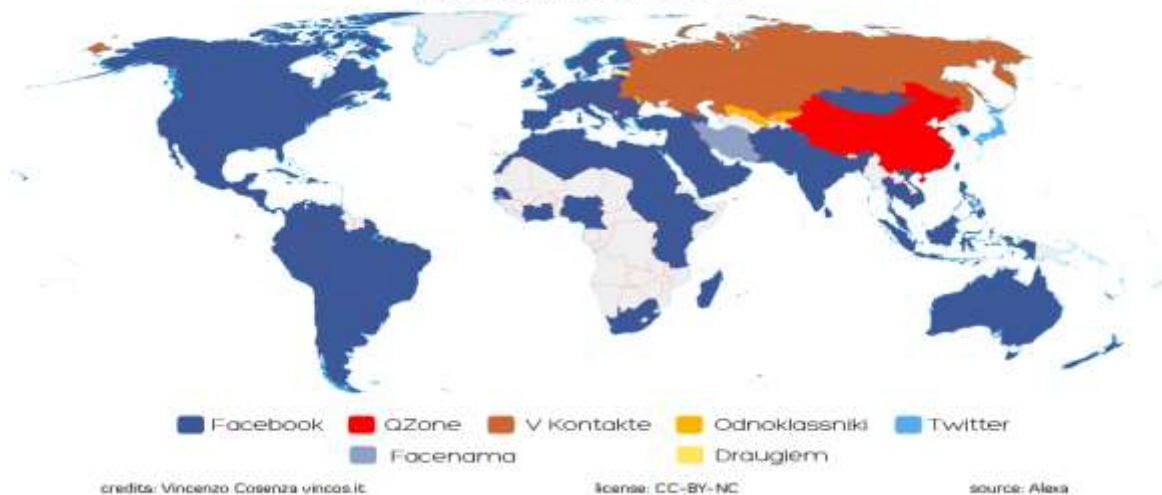 Facebook QZone V Kontakte Odnoklassniki Twitter
Facenama Draugiem
credits: Vincenzo Cosenza vincos.it license: CC-BY-NC source: Alexa